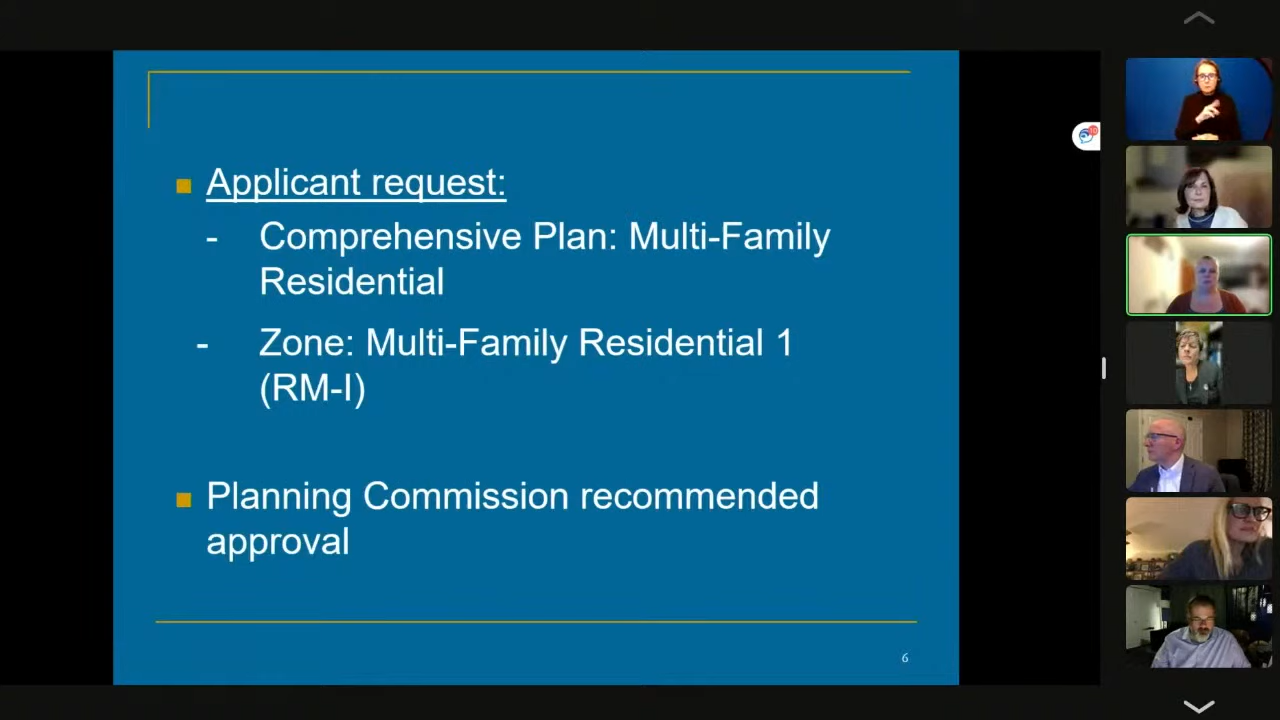 Applicant request:
- Comprehensive Plan: Multi-Family
Residential
- Zone: Multi-Family Residential 1
(RM-I)
Planning Commission recommended
approval
6